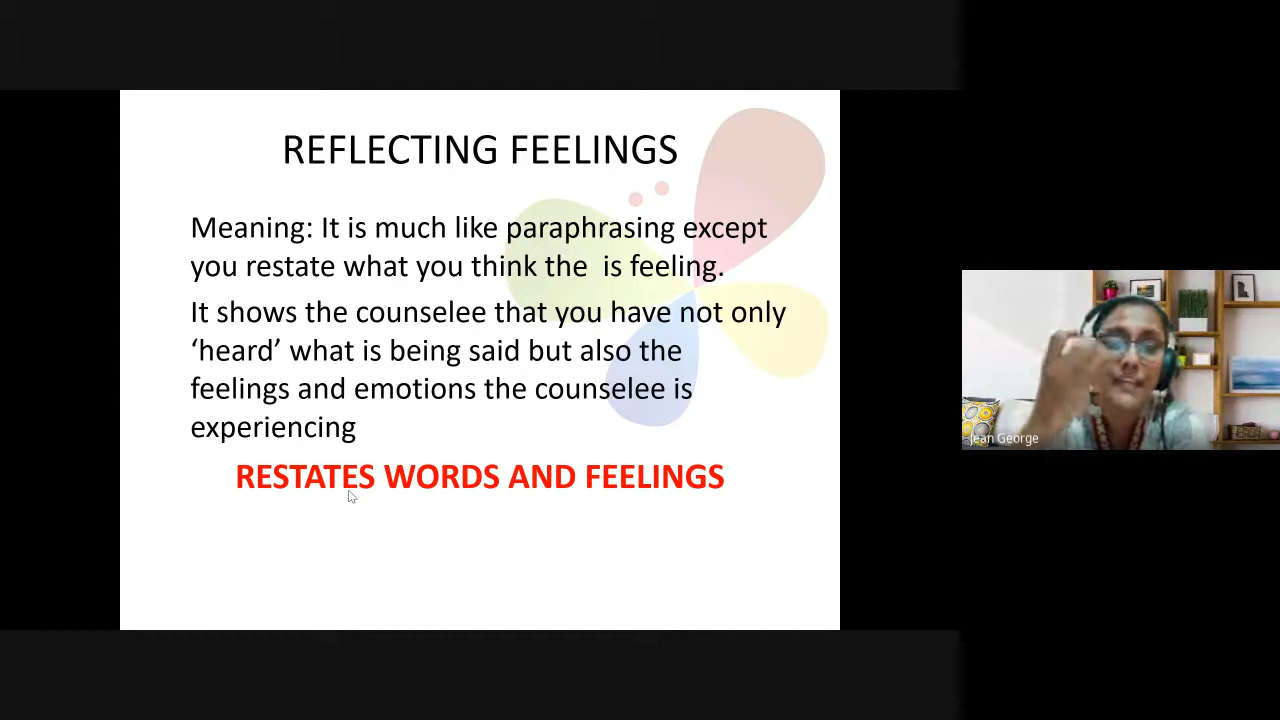 REFLECTING FEELINGS
Meaning: It is much like paraphrasing except
you restate what you think the  is feeling.
It shows the counselee that you have not only
‘heard’ what is being said but also the
feelings and emotions the counselee is
experiencing
RESTATES WORDS AND FEELINGS
Jean George